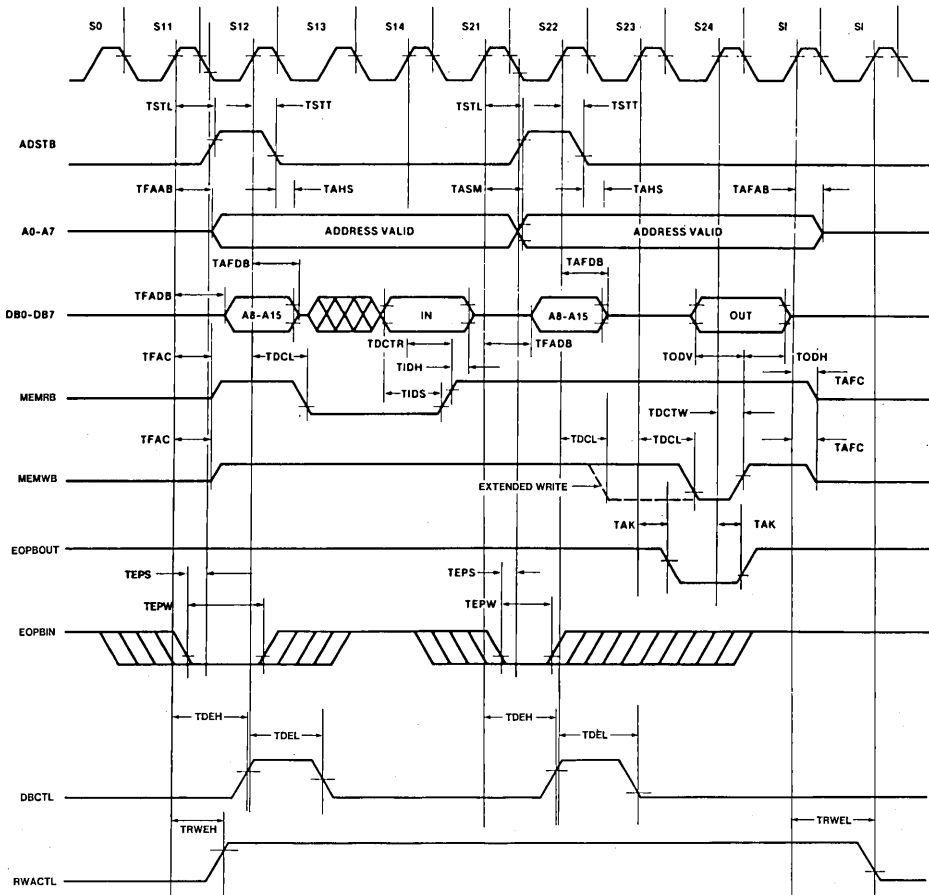 S0 S11 S12 S13 S14 S21 S22 S23 S24 SI SI
TSTL TSTT TSTL TSTT
ADSTB
TFAAB TAHS TASM TAHS TAFAB
A0-A7 ADDRESS VALID ADDRESS VALID
TAFDB TAFDB
TFADB
DB0-DB7 A8-A15 IN A8-A15 OUT
TDCTR TFADB
TFAC TDCL TIDH TODV TODH
TIDS TAFC
MEMRB
TDCTW
TFAC TDCL TDCL TAFC
MEMWB
EXTENDED WRITE
TAK TAK
EOPBOUT
TEPS TEPS
TEPW TEPW
EOPBIN
TDEH TDEH
TDEL TDEL
DBCTL
TRWEH TRWEL
RWACTL